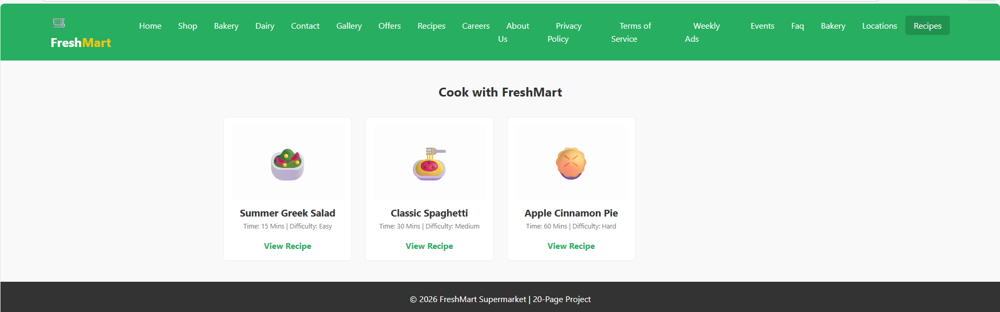 FreshMart
Home Shop Bakery Dairy Contact Gallery Offers Recipes Careers About Us Privacy Policy Terms of Service Weekly Ads Events Faq Bakery Locations Recipes
Cook with FreshMart
Summer Greek Salad
Time: 15 Mins | Difficulty: Easy
View Recipe
Classic Spaghetti
Time: 30 Mins | Difficulty: Medium
View Recipe
Apple Cinnamon Pie
Time: 60 Mins | Difficulty: Hard
View Recipe
© 2026 FreshMart Supermarket | 20-Page Project